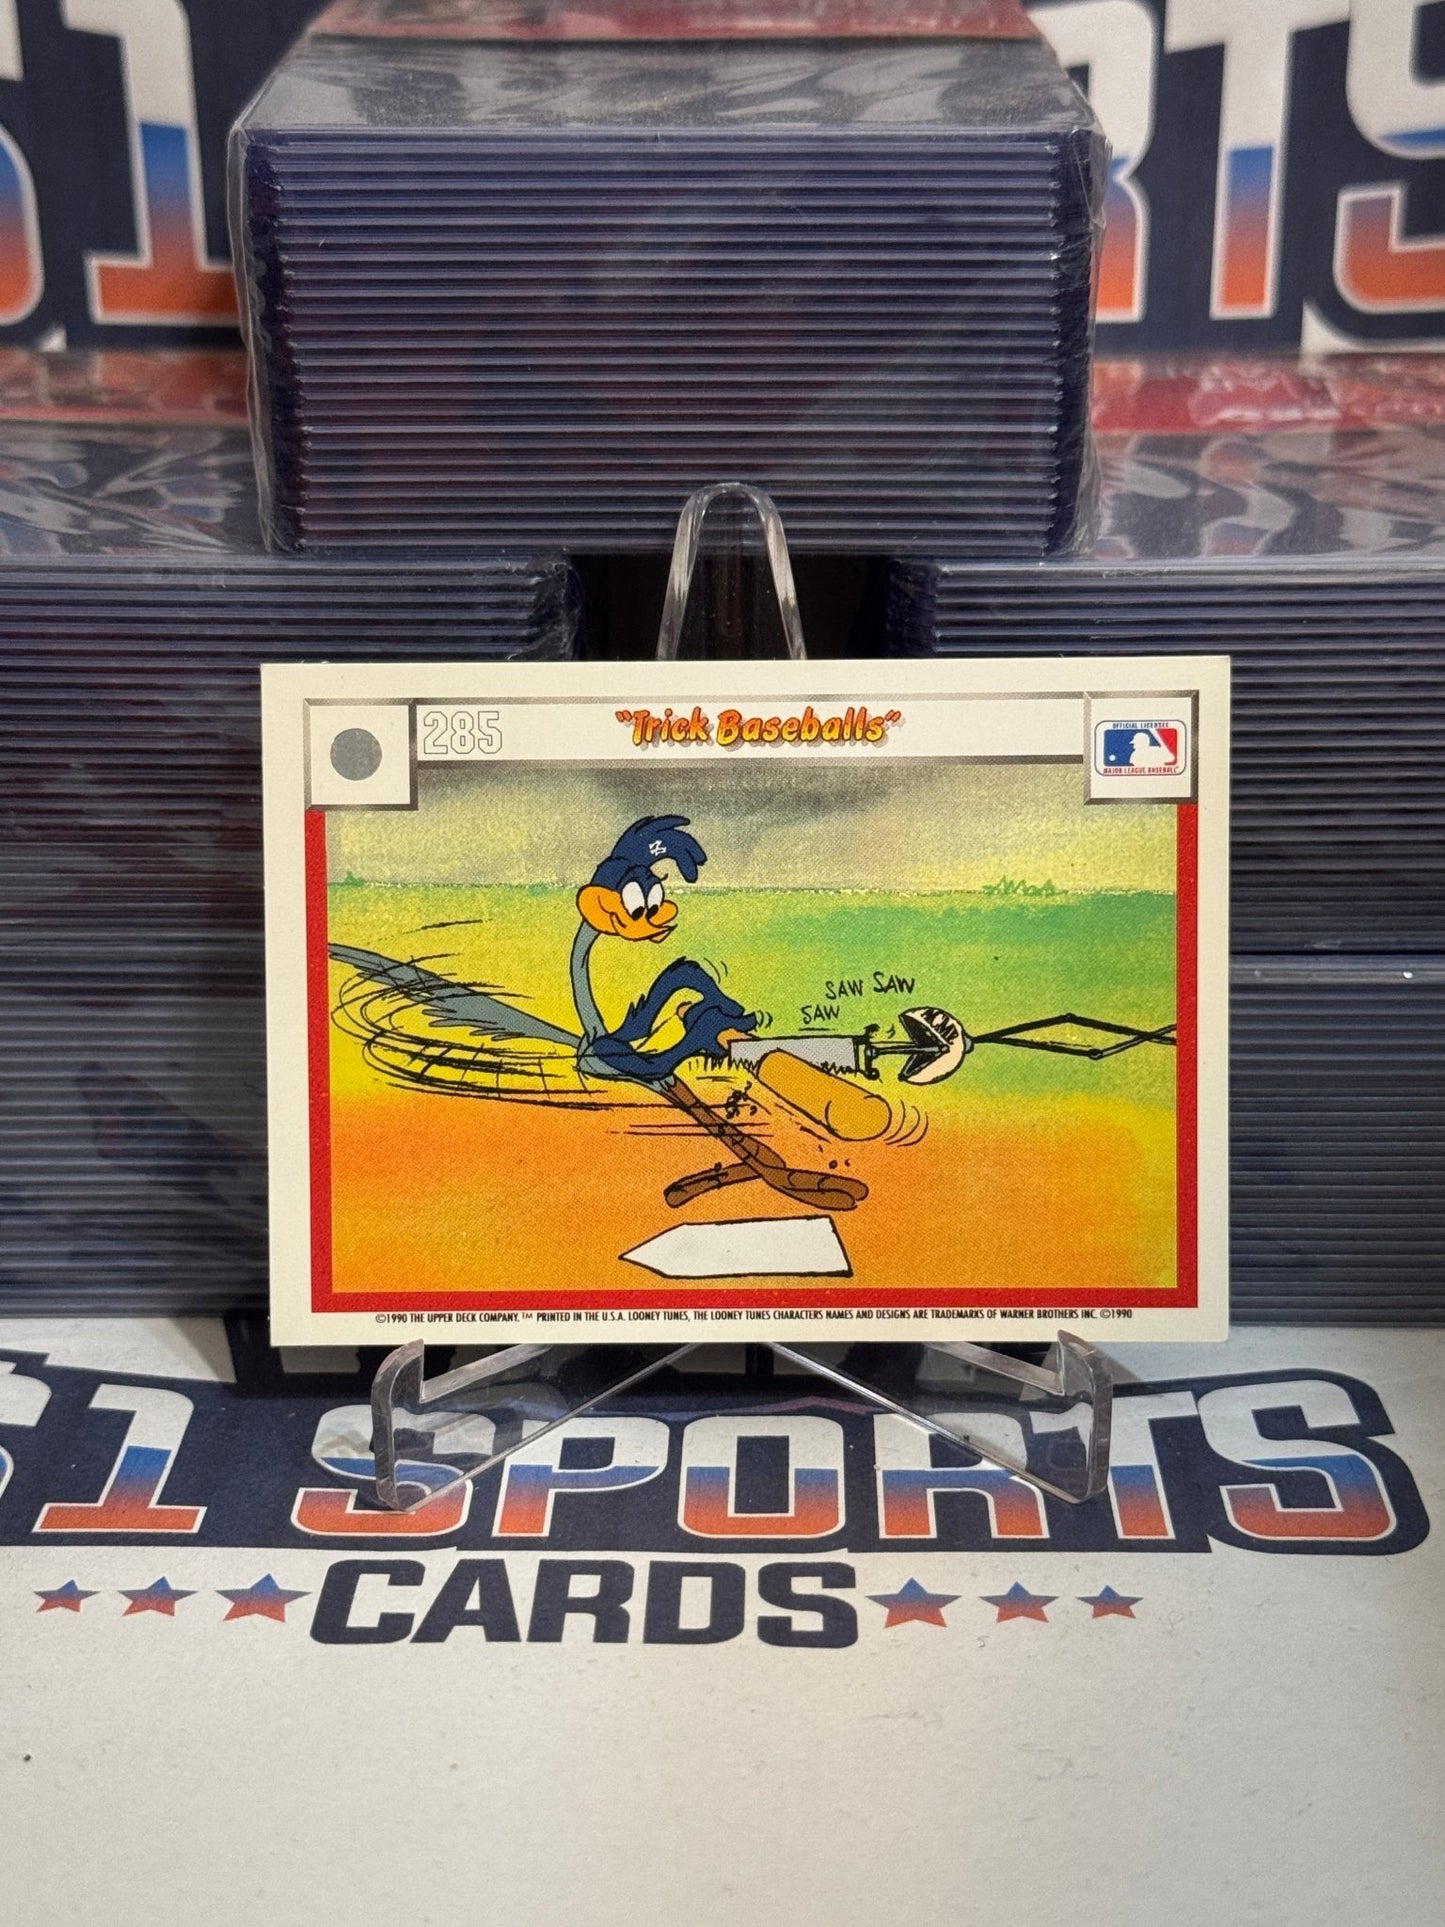 285
"Trick Baseballs"
OFFICIAL LICENSEE
MAJOR LEAGUE BASEBALL
SAW SAW
SAW
ACME
©1990 THE UPPER DECK COMPANY.™ PRINTED IN THE U.S.A. LOONEY TUNES, THE LOONEY TUNES CHARACTERS NAMES AND DESIGNS ARE TRADEMARKS OF WARNER BROTHERS INC. ©1990
1 SPORTS
CARDS